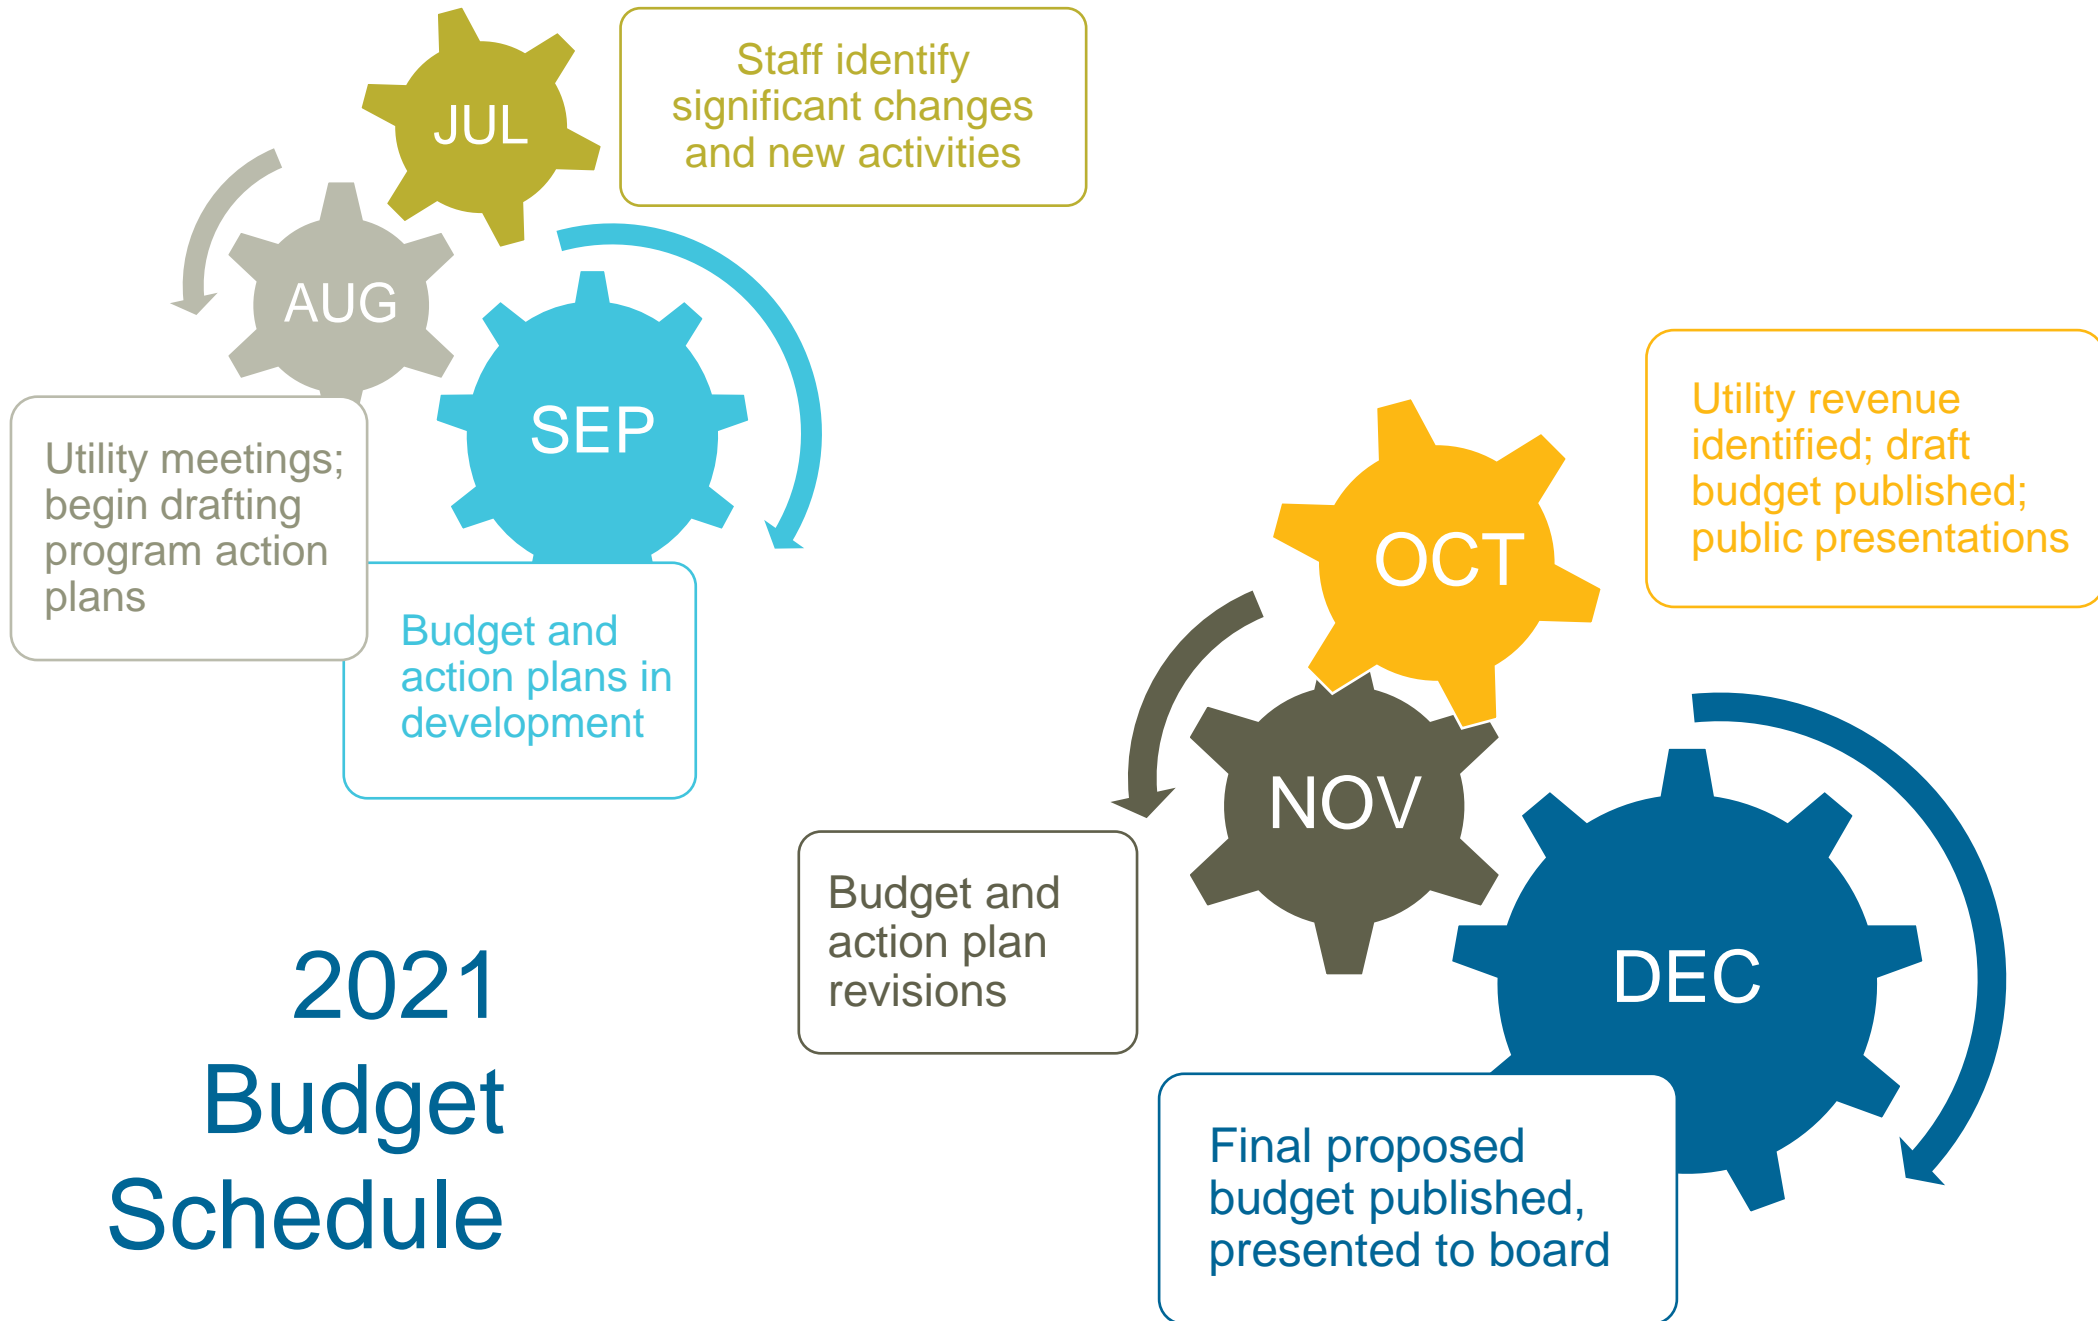 JUL
Staff identify
significant changes
and new activities
AUG
Utility meetings;
begin drafting
program action
plans
SEP
Budget and
action plans in
development
OCT
Utility revenue
identified; draft
budget published;
public presentations
NOV
Budget and
action plan
revisions
DEC
Final proposed
budget published,
presented to board
2021
Budget
Schedule